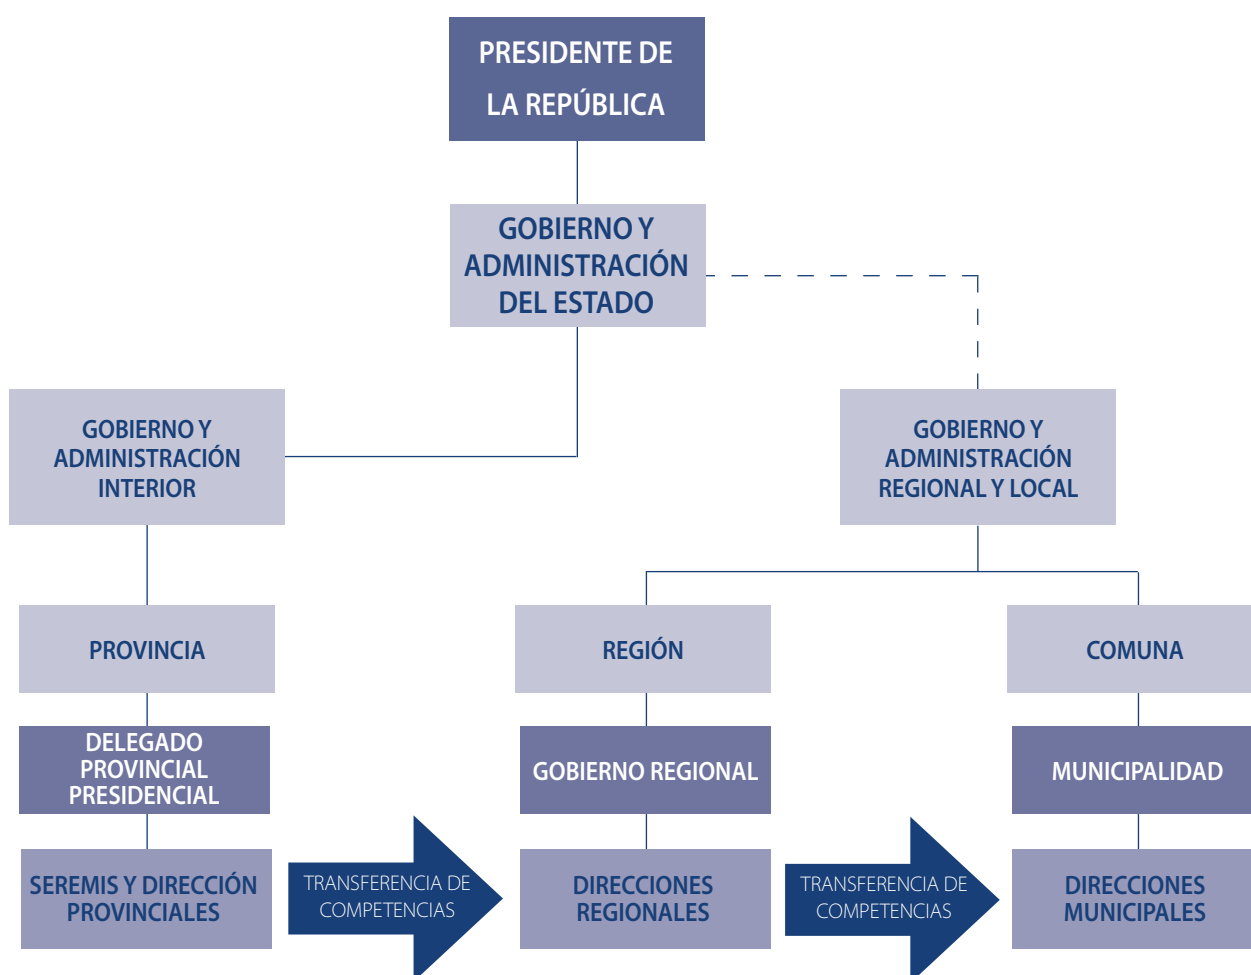 PRESIDENTE DE
LA REPÚBLICA
GOBIERNO Y
ADMINISTRACIÓN
DEL ESTADO
GOBIERNO Y
ADMINISTRACIÓN
INTERIOR
GOBIERNO Y
ADMINISTRACIÓN
REGIONAL Y LOCAL
PROVINCIA
REGIÓN
COMUNA
DELEGADO
PROVINCIAL
PRESIDENCIAL
GOBIERNO REGIONAL
MUNICIPALIDAD
SEREMIS Y DIRECCIÓN
PROVINCIALES
TRANSFERENCIA DE
COMPETENCIAS
DIRECCIONES
REGIONALES
TRANSFERENCIA DE
COMPETENCIAS
DIRECCIONES
MUNICIPALES